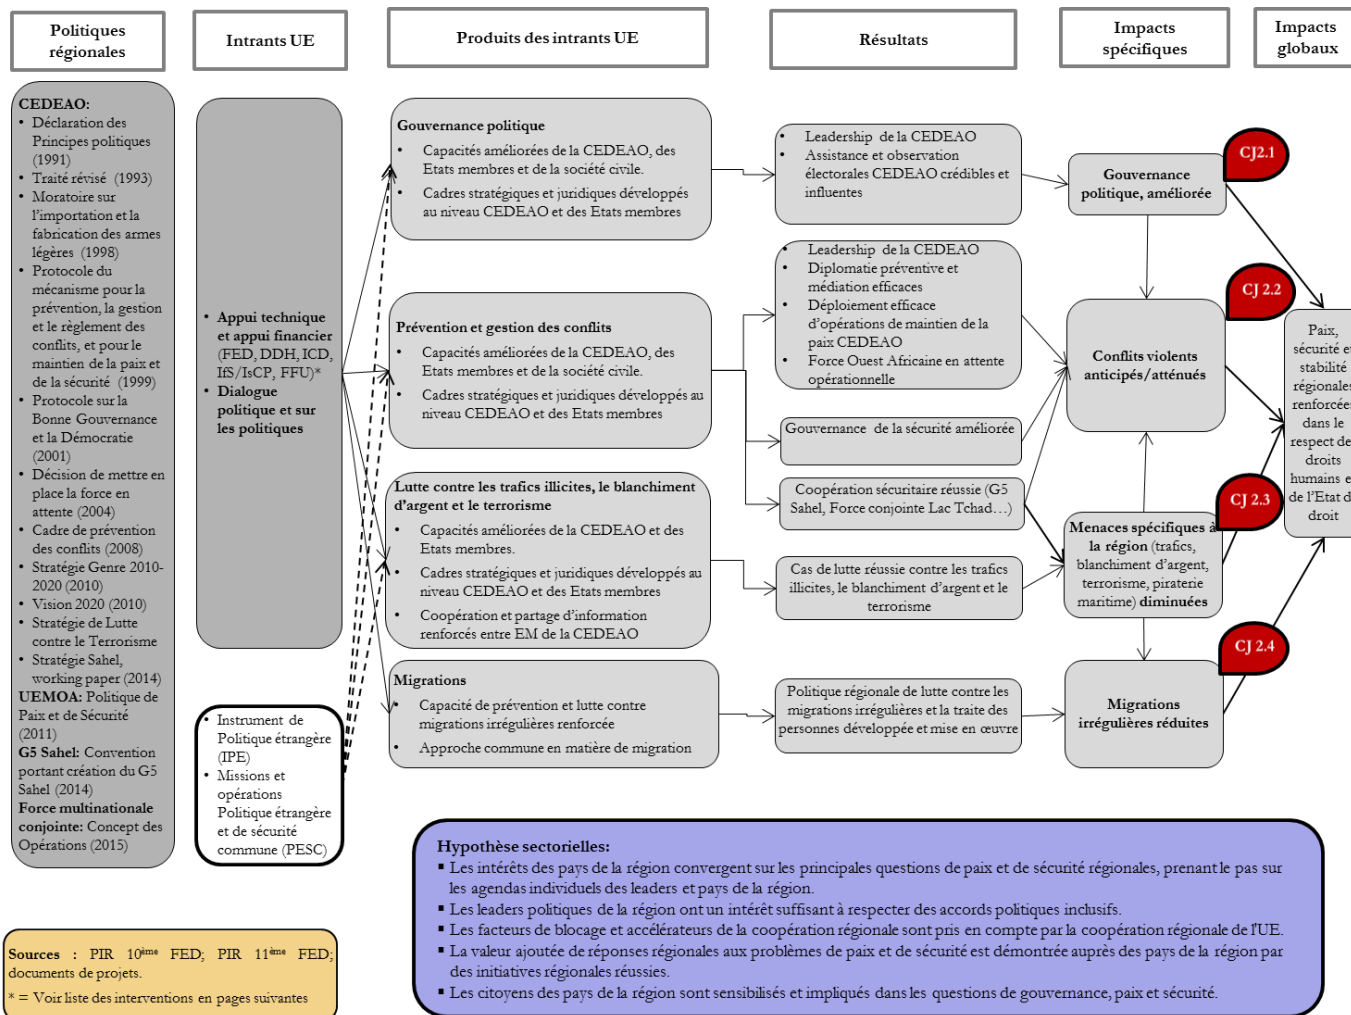 Politiques
régionales
Intrants UE
Produits des intrants UE
Résultats
Impacts
spécifiques
Impacts
globaux
CEDEAO:
• Déclaration des
Principes politiques
(1991)
• Traité révisé (1993)
• Moratoire sur
l'importation et la
fabrication des armes
légères (1998)
• Protocole du
mécanisme pour la
prévention, la gestion
et le règlement des
conflits, et pour le
maintien de la paix et
de la sécurité (1999)
• Protocole sur la
Bonne Gouvernance
et la Démocratie
(2001)
• Décision de mettre en
place la force en
attente (2004)
• Cadre de prévention
des conflits (2008)
• Stratégie Genre 2010-
2020 (2010)
• Vision 2020 (2010)
• Stratégie de Lutte
contre le Terrorisme
• Stratégie Sahel,
working paper (2014)
UEMOA: Politique de
Paix et de Sécurité
(2011)
G5 Sahel: Convention
portant création du G5
Sahel (2014)
Force multinationale
conjointe: Concept des
Opérations (2015)
• Appui technique
et appui financier
(FED, DDH, ICD,
IfS/IsCP, FFU)*
• Dialogue
politique et sur
les politiques
• Instrument de
Politique étrangère
(IPE)
• Missions et
opérations
Politique étrangère
et de sécurité
commune (PESC)
Gouvernance politique
• Capacités améliorées de la CEDEAO, des
Etats membres et de la société civile.
• Cadres stratégiques et juridiques développés
au niveau CEDEAO et des Etats membres
Prévention et gestion des conflits
• Capacités améliorées de la CEDEAO, des
Etats membres et de la société civile.
• Cadres stratégiques et juridiques développés au
niveau CEDEAO et des Etats membres
Lutte contre les trafics illicites, le blanchiment
d'argent et le terrorisme
• Capacités améliorées de la CEDEAO et des
Etats membres.
• Cadres stratégiques et juridiques développés au
niveau CEDEAO et des Etats membres
• Coopération et partage d'information
renforcés entre EM de la CEDEAO
Migrations
• Capacité de prévention et lutte contre
migrations irrégulières renforcée
• Approche commune en matière de migration
• Leadership de la CEDEAO
• Assistance et observation
électorales CEDEAO crédibles et
influentes
• Leadership de la CEDEAO
• Diplomatie préventive et
médiation efficaces
• Déploiement efficace
d'opérations de maintien de la
paix CEDEAO
• Force Ouest Africaine en attente
opérationnelle
Gouvernance de la sécurité améliorée
Coopération sécuritaire réussie (G5
Sahel, Force conjointe Lac Tchad…)
Cas de lutte réussie contre les trafics
illicites, le blanchiment d'argent et le
terrorisme
Politique régionale de lutte contre les
migrations irrégulières et la traite des
personnes développée et mise en œuvre
Gouvernance
politique, améliorée
Conflits violents
anticipés/atténués
Menaces spécifiques à
la région (trafics,
blanchiment d'argent,
terrorisme, piraterie
maritime) diminuées
Migrations
irrégulières réduites
CJ2.1
CJ 2.2
CJ 2.3
CJ 2.4
Paix,
sécurité et
stabilité
régionales
renforcées
dans le
respect de
droits
humains e
de l'Etat d
droit
Hypothèse sectorielles:
▪ Les intérêts des pays de la région convergent sur les principales questions de paix et de sécurité régionales, prenant le pas sur
les agendas individuels des leaders et pays de la région.
▪ Les leaders politiques de la région ont un intérêt suffisant à respecter des accords politiques inclusifs.
▪ Les facteurs de blocage et accélérateurs de la coopération régionale sont pris en compte par la coopération régionale de l'UE.
▪ La valeur ajoutée de réponses régionales aux problèmes de paix et de sécurité est démontrée auprès des pays de la région par
des initiatives régionales réussies.
▪ Les citoyens des pays de la région sont sensibilisés et impliqués dans les questions de gouvernance, paix et sécurité.
Sources : PIR 10ème FED; PIR 11ème FED;
documents de projets.
* = Voir liste des interventions en pages suivantes